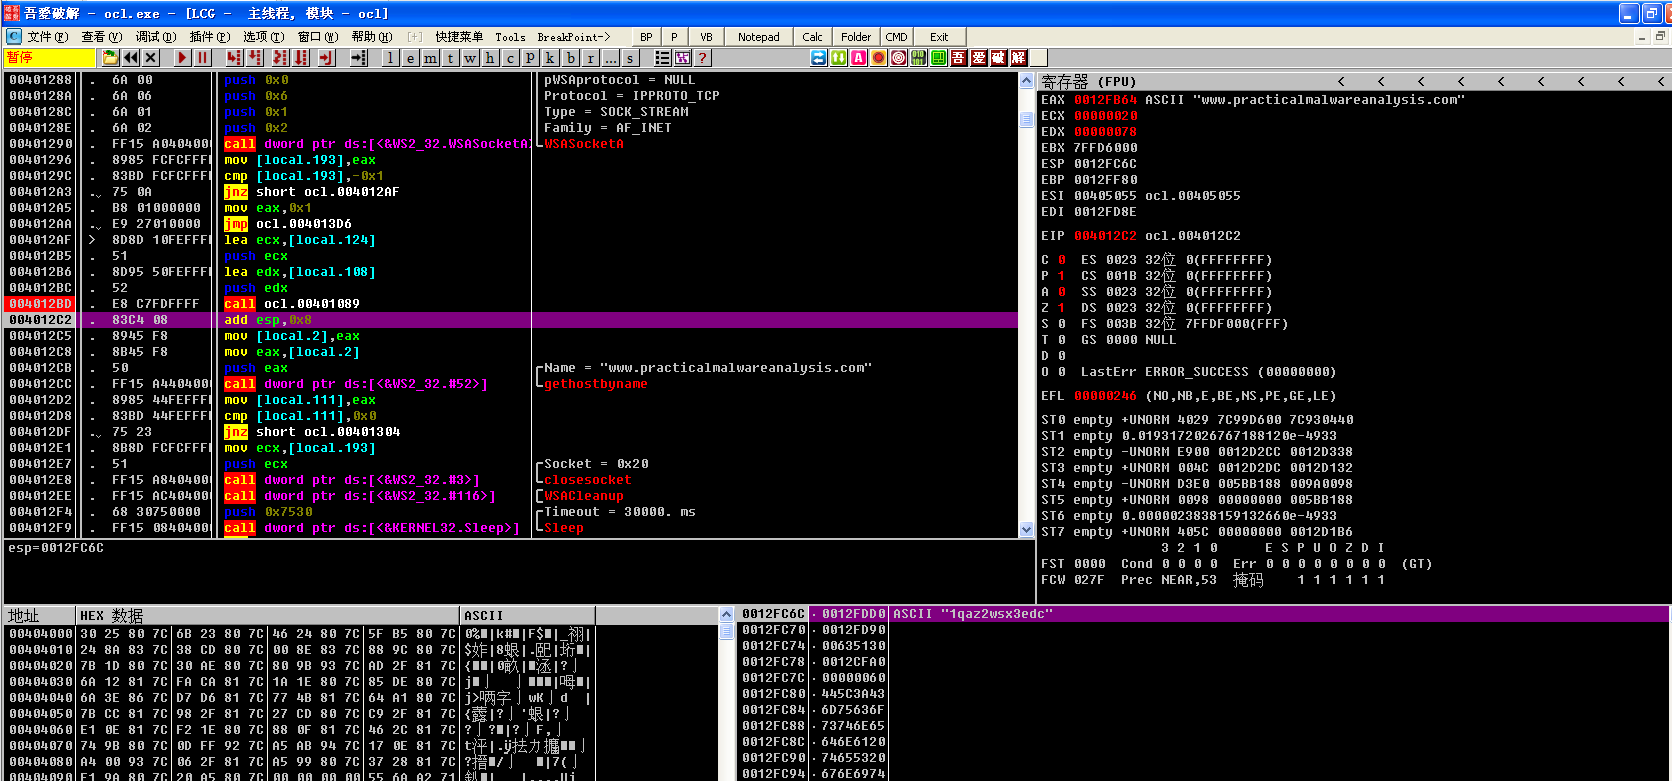 吾愛破解 - ocl.exe - [LCG - 主线程, 模块 - ocl]
文件(F) 查看(V) 调试(D) 插件(P) 选项(T) 窗口(W) 帮助(H) [+] 快捷菜单 Tools BreakPoint-> BP P VB Notepad Calc Folder CMD Exit
暂停 l e m t w h c p k b r ... s ? 吾 爱 破 解
00401288 . 6A 00 push 0x0 pWSAprotocol = NULL
0040128A . 6A 06 push 0x6 Protocol = IPPROTO_TCP
0040128C . 6A 01 push 0x1 Type = SOCK_STREAM
0040128E . 6A 02 push 0x2 Family = AF_INET
00401290 . FF15 A0404000 call dword ptr ds:[<&WS2_32.WSASocketA> WSASocketA
00401296 . 8985 FCFCFFFF mov [local.193],eax
0040129C . 83BD FCFCFFFF cmp [local.193],-0x1
004012A3 . 75 0A jnz short ocl.004012AF
004012A5 . B8 01000000 mov eax,0x1
004012AA . E9 27010000 jmp ocl.004013D6
004012AF > 8D8D 10FEFFFF lea ecx,[local.124]
004012B5 . 51 push ecx
004012B6 . 8D95 50FEFFFF lea edx,[local.108]
004012BC . 52 push edx
004012BD . E8 C7FDFFFF call ocl.00401089
004012C2 . 83C4 08 add esp,0x8
004012C5 . 8945 F8 mov [local.2],eax
004012C8 . 8B45 F8 mov eax,[local.2]
004012CB . 50 push eax Name = "www.practicalmalwareanalysis.com"
004012CC . FF15 A4404000 call dword ptr ds:[<&WS2_32.#52>] gethostbyname
004012D2 . 8985 44FEFFFF mov [local.111],eax
004012D8 . 83BD 44FEFFFF cmp [local.111],0x0
004012DF . 75 23 jnz short ocl.00401304
004012E1 . 8B8D FCFCFFFF mov ecx,[local.193]
004012E7 . 51 push ecx Socket = 0x20
004012E8 . FF15 A8404000 call dword ptr ds:[<&WS2_32.#3>] closesocket
004012EE . FF15 AC404000 call dword ptr ds:[<&WS2_32.#116>] WSACleanup
004012F4 . 68 30750000 push 0x7530 Timeout = 30000. ms
004012F9 . FF15 08404000 call dword ptr ds:[<&KERNEL32.Sleep>] Sleep
esp=0012FC6C
寄存器 (FPU) < < < < < < < < <
EAX 0012FB64 ASCII "www.practicalmalwareanalysis.com"
ECX 00000020
EDX 00000078
EBX 7FFD6000
ESP 0012FC6C
EBP 0012FF80
ESI 00405055 ocl.00405055
EDI 0012FD8E
EIP 004012C2 ocl.004012C2
C 0 ES 0023 32位 0(FFFFFFFF)
P 1 CS 001B 32位 0(FFFFFFFF)
A 0 SS 0023 32位 0(FFFFFFFF)
Z 1 DS 0023 32位 0(FFFFFFFF)
S 0 FS 003B 32位 7FFDF000(FFF)
T 0 GS 0000 NULL
D 0
O 0 LastErr ERROR_SUCCESS (00000000)
EFL 00000246 (NO,NB,E,BE,NS,PE,GE,LE)
ST0 empty +UNORM 4029 7C99D600 7C930440
ST1 empty 0.0193172026767188120e-4933
ST2 empty -UNORM E900 0012D2CC 0012D338
ST3 empty +UNORM 004C 0012D2DC 0012D132
ST4 empty -UNORM D3E0 005BB188 009A0098
ST5 empty +UNORM 0098 00000000 005BB188
ST6 empty 0.0000023838159132660e-4933
ST7 empty +UNORM 405C 00000000 0012D1B6
3 2 1 0 E S P U O Z D I
FST 0000 Cond 0 0 0 0 Err 0 0 0 0 0 0 0 0 (GT)
FCW 027F Prec NEAR,53 掩码 1 1 1 1 1 1
地址 HEX 数据 ASCII
00404000 30 25 80 7C 6B 23 80 7C 46 24 80 7C 5F B5 80 7C
00404010 24 8A 83 7C 38 CD 80 7C 00 8E 83 7C 88 9C 80 7C
00404020 7B 1D 80 7C 30 AE 80 7C 80 9B 93 7C AD 2F 81 7C
00404030 6A 12 81 7C FA CA 81 7C 1A 1E 80 7C 85 DE 80 7C
00404040 6A 3E 86 7C D7 D6 81 7C 77 4B 81 7C 64 A1 80 7C
00404050 7B CC 81 7C 98 2F 81 7C 27 CD 80 7C C9 2F 81 7C
00404060 E1 0E 81 7C F2 1E 80 7C 88 0F 81 7C 46 2C 81 7C
00404070 74 9B 80 7C 0D FF 92 7C A5 AB 94 7C 17 0E 81 7C
00404080 A4 00 93 7C 06 2F 81 7C A5 99 80 7C 37 28 81 7C
00404090 E1 9A 80 7C 20 A5 80 7C 00 00 00 00 55 6A A2 71
0012FC6C 0012FDD0 ASCII "1qaz2wsx3edc"
0012FC70 0012FD90
0012FC74 00635130
0012FC78 0012CFA0
0012FC7C 00000060
0012FC80 445C3A43
0012FC84 6D75636F
0012FC88 73746E65
0012FC8C 646E6120
0012FC90 74655320
0012FC94 676E6974